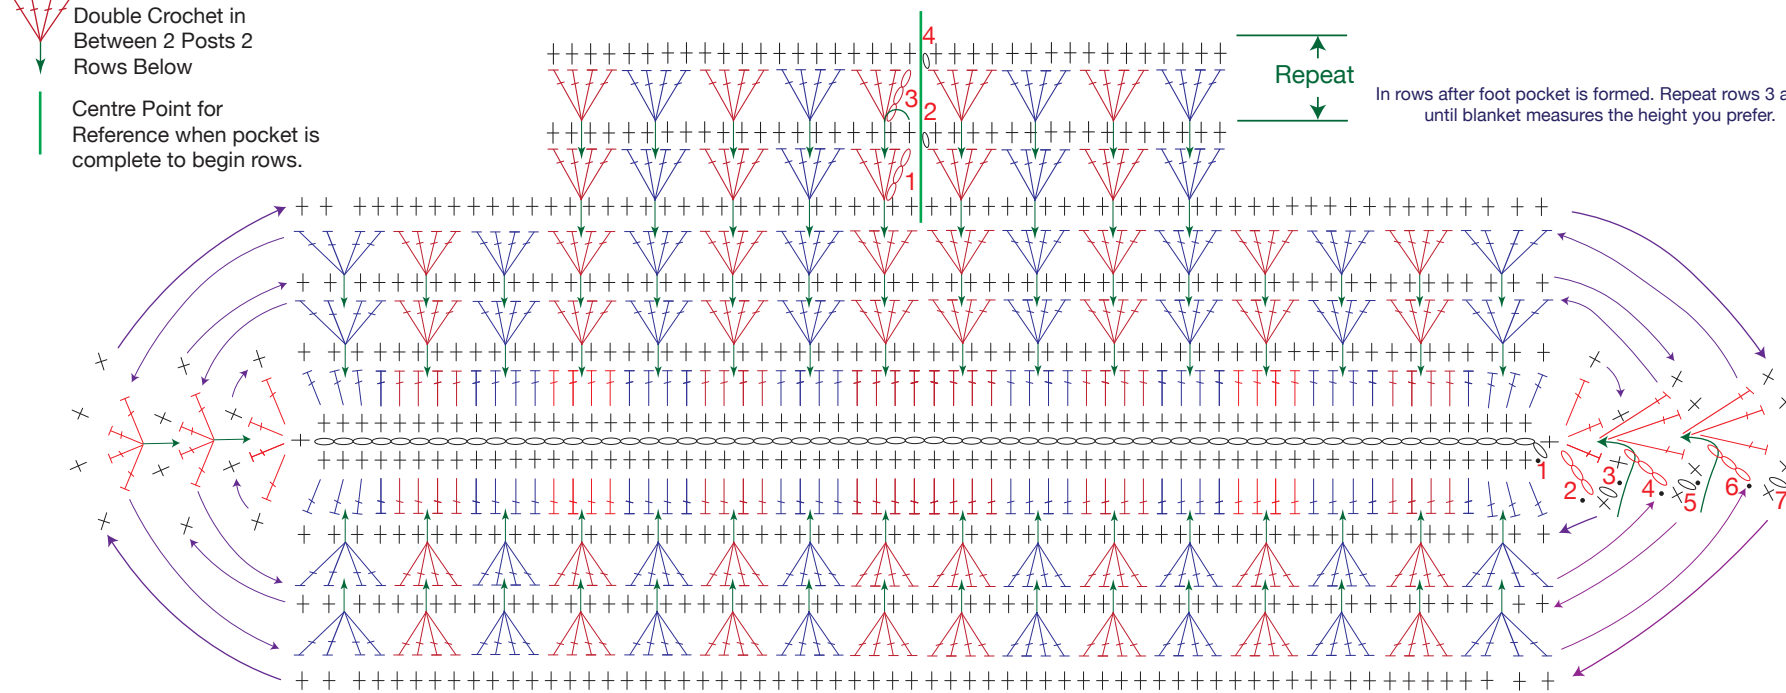 Double Crochet in
Between 2 Posts 2
Rows Below
Centre Point for
Reference when pocket is
complete to begin rows.
4
3
2
1
Repeat
In rows after foot pocket is formed. Repeat rows 3 a
until blanket measures the height you prefer.
1
2
3
4
5
6
7